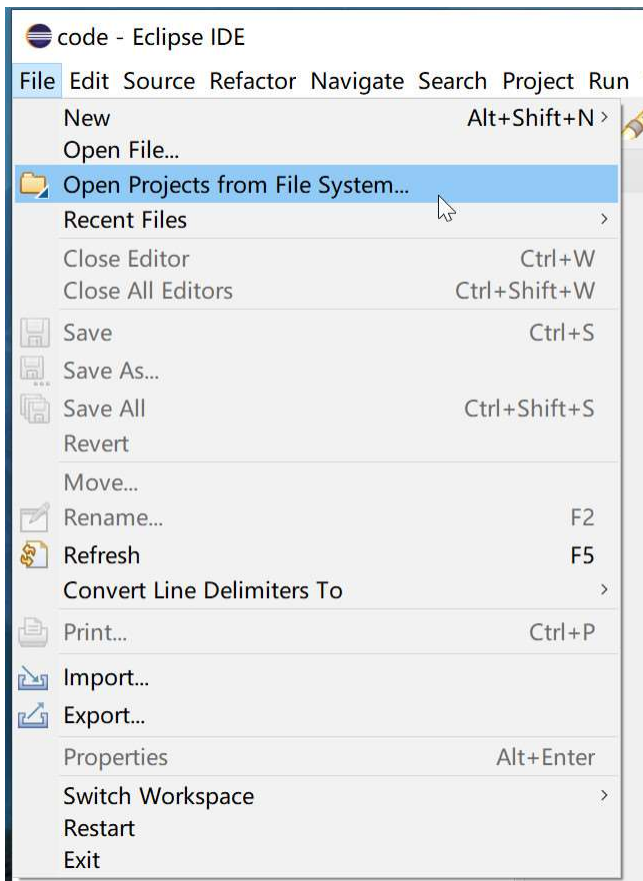 code - Eclipse IDE
File Edit Source Refactor Navigate Search Project Run
New Alt+Shift+N
Open File...
Open Projects from File System...
Recent Files
Close Editor Ctrl+W
Close All Editors Ctrl+Shift+W
Save Ctrl+S
Save As...
Save All Ctrl+Shift+S
Revert
Move...
Rename... F2
Refresh F5
Convert Line Delimiters To
Print... Ctrl+P
Import...
Export...
Properties Alt+Enter
Switch Workspace
Restart
Exit